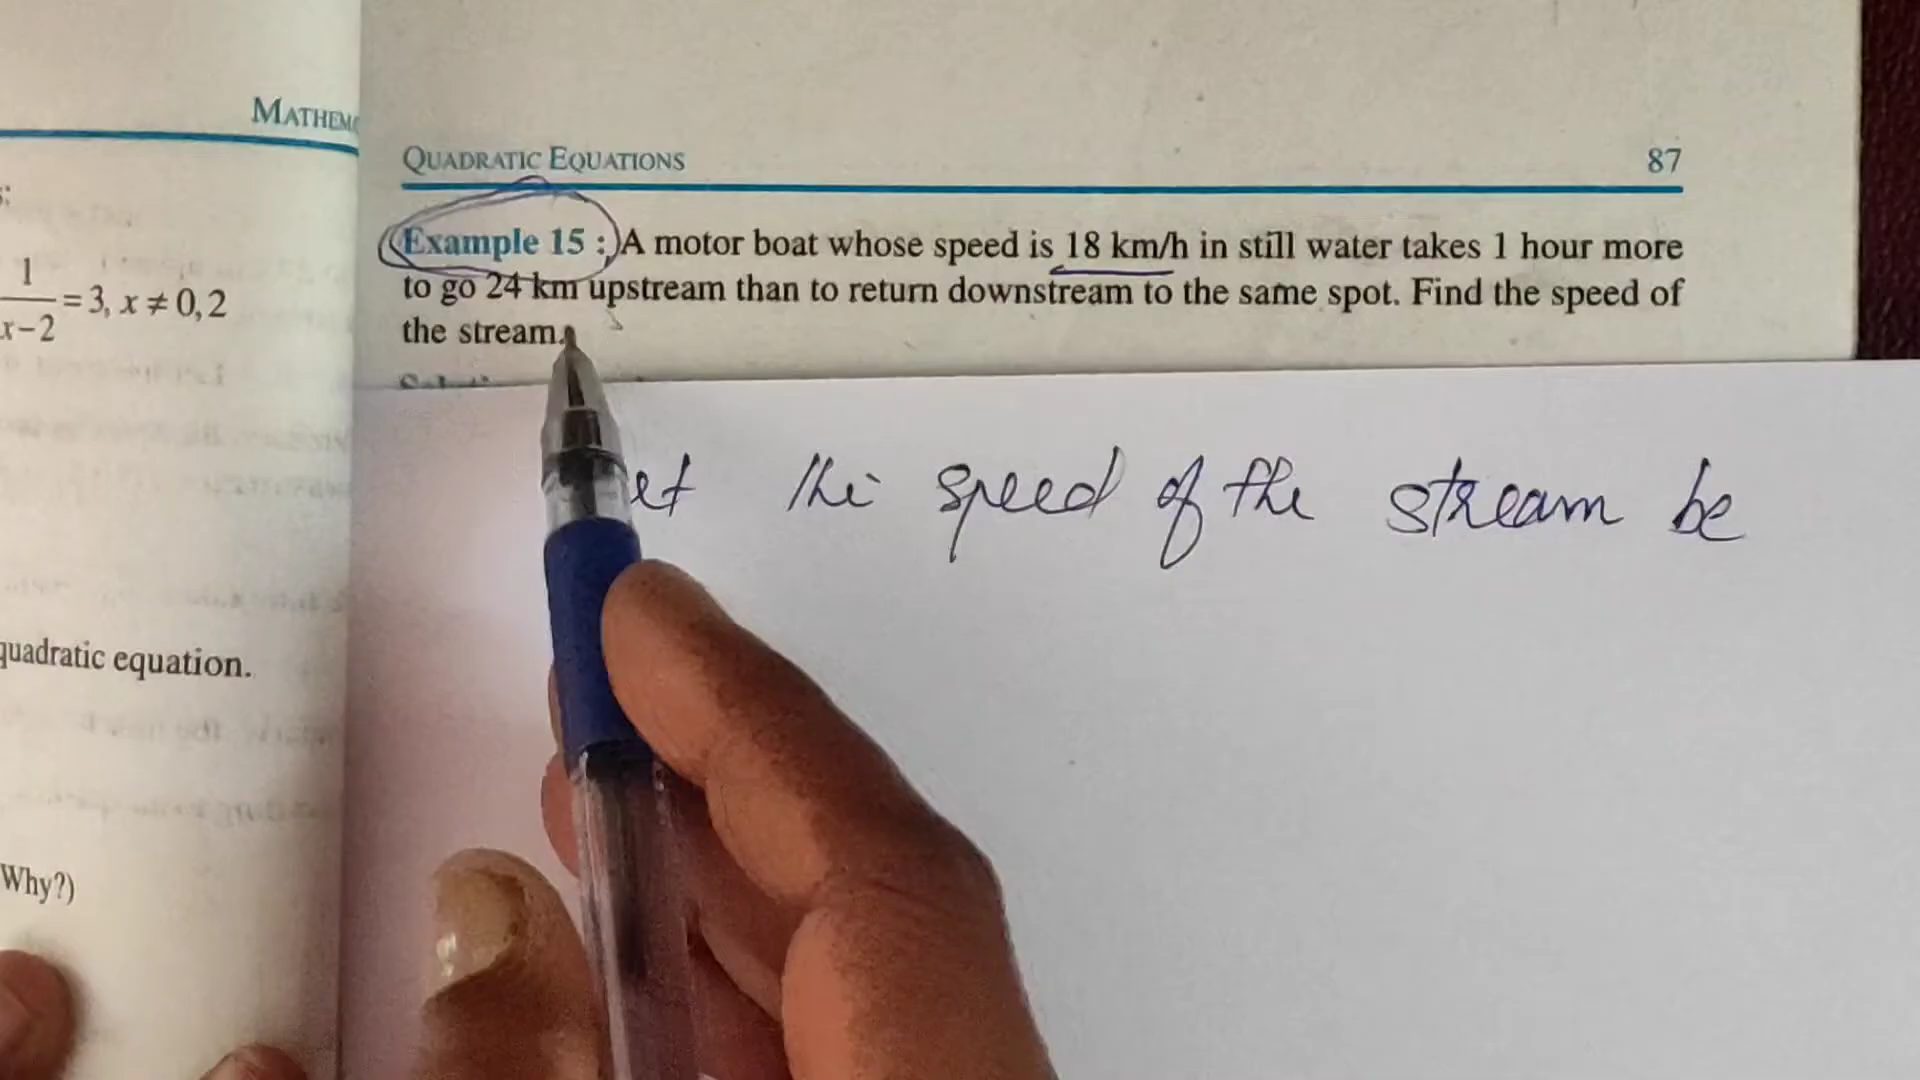 MATHEM
1
x−2
= 3, x ≠ 0, 2
quadratic equation.
Why?)
QUADRATIC EQUATIONS 87
Example 15 : A motor boat whose speed is 18 km/h in still water takes 1 hour more
to go 24 km upstream than to return downstream to the same spot. Find the speed of
the stream.
et the speed of the stream be